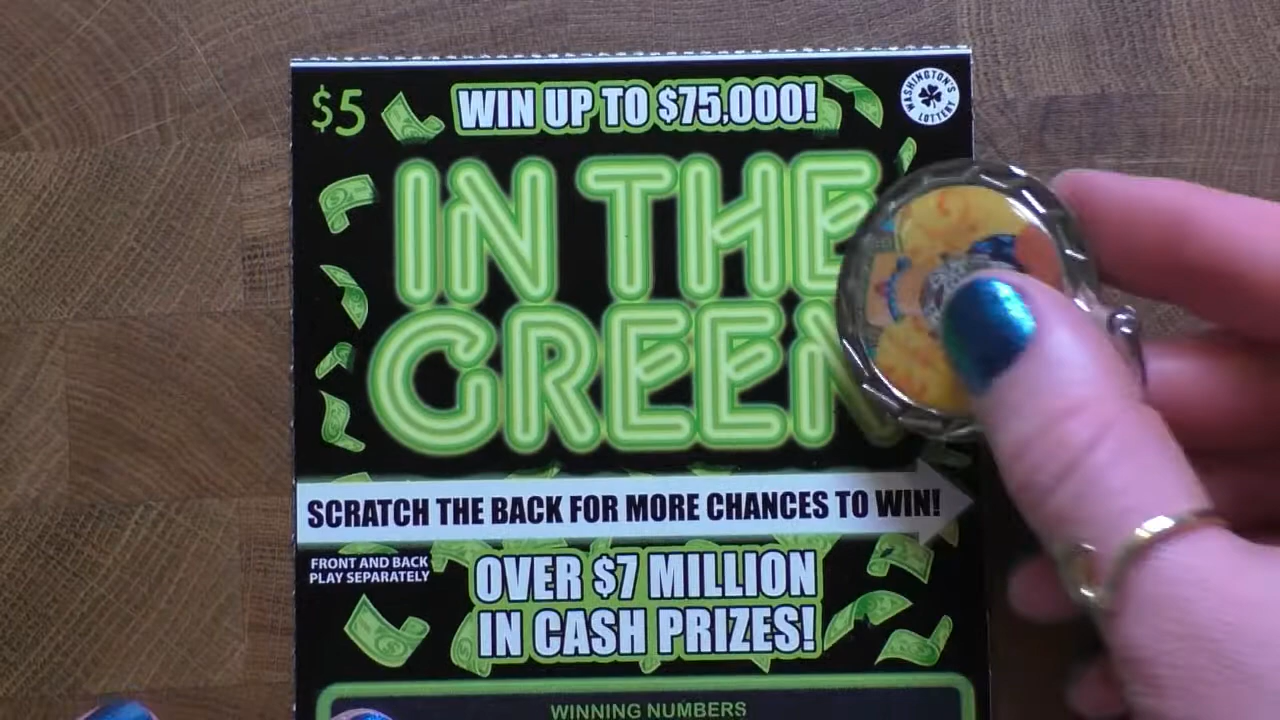 $5
WIN UP TO $75,000!
WASHINGTON'S
LOTTERY
IN THE
GREEN
SCRATCH THE BACK FOR MORE CHANCES TO WIN!
FRONT AND BACK
PLAY SEPARATELY
OVER $7 MILLION
IN CASH PRIZES!
WINNING NUMBERS